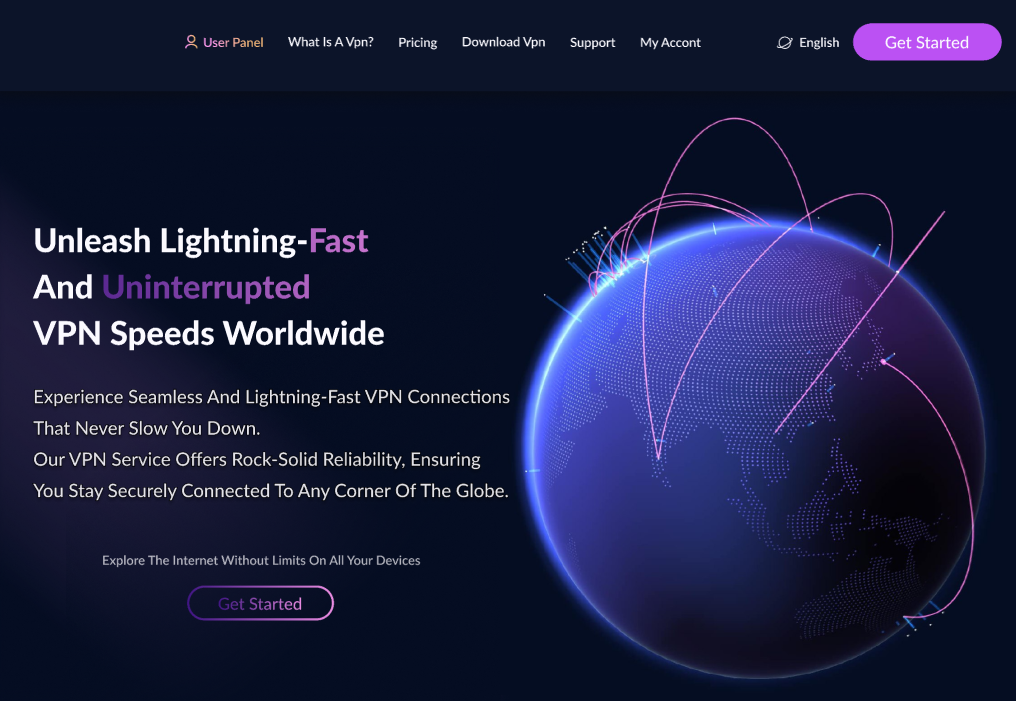 User Panel
What Is A Vpn?
Pricing
Download Vpn
Support
My Accont
English
Get Started
Unleash Lightning-Fast
And Uninterrupted
VPN Speeds Worldwide
Experience Seamless And Lightning-Fast VPN Connections
That Never Slow You Down.
Our VPN Service Offers Rock-Solid Reliability, Ensuring
You Stay Securely Connected To Any Corner Of The Globe.
Explore The Internet Without Limits On All Your Devices
Get Started